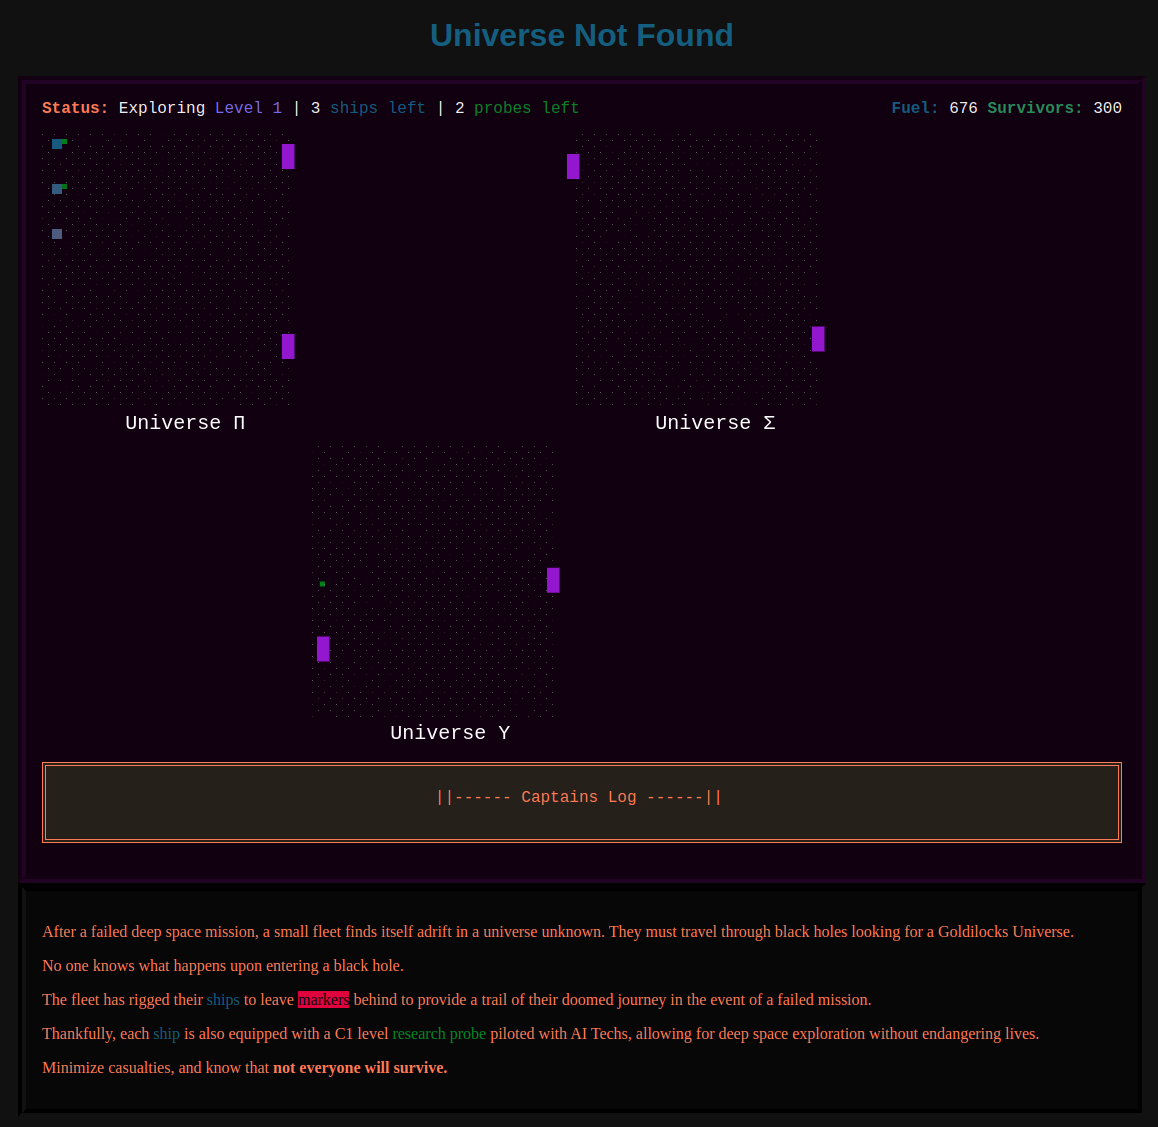 Universe Not Found
Status: Exploring Level 1 | 3 ships left | 2 probes left Fuel: 676 Survivors: 300
Universe Π Universe Σ
Universe Υ
||------ Captains Log ------||
After a failed deep space mission, a small fleet finds itself adrift in a universe unknown. They must travel through black holes looking for a Goldilocks Universe.
No one knows what happens upon entering a black hole.
The fleet has rigged their ships to leave markers behind to provide a trail of their doomed journey in the event of a failed mission.
Thankfully, each ship is also equipped with a C1 level research probe piloted with AI Techs, allowing for deep space exploration without endangering lives.
Minimize casualties, and know that not everyone will survive.